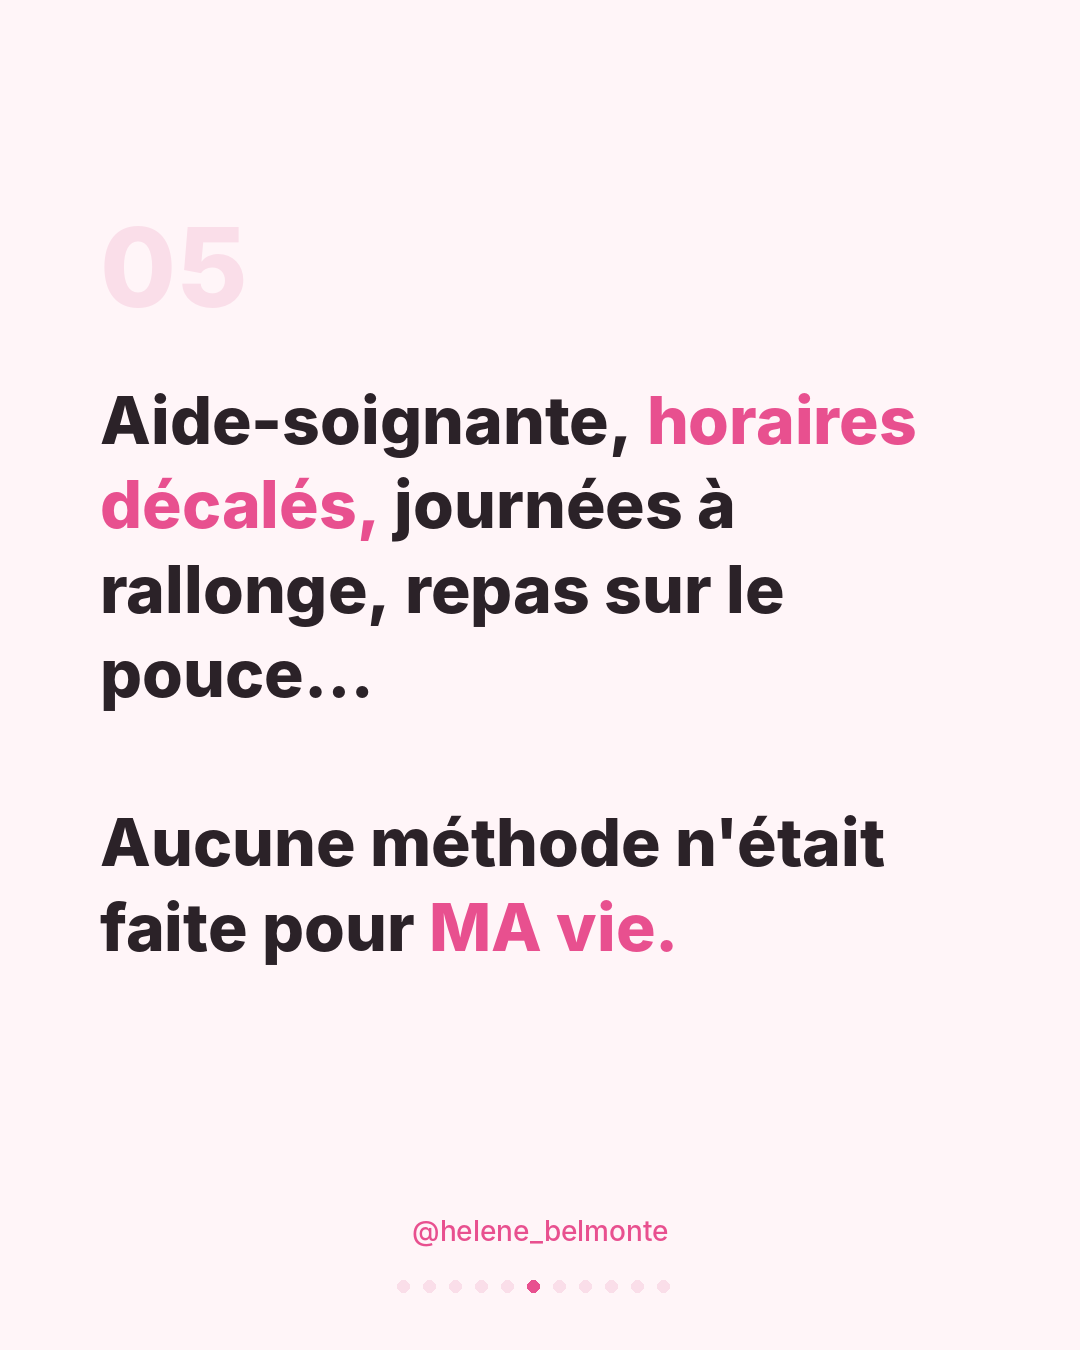 05
Aide-soignante, horaires
décalés, journées à
rallonge, repas sur le
pouce...
Aucune méthode n'était
faite pour MA vie.
@helene_belmonte